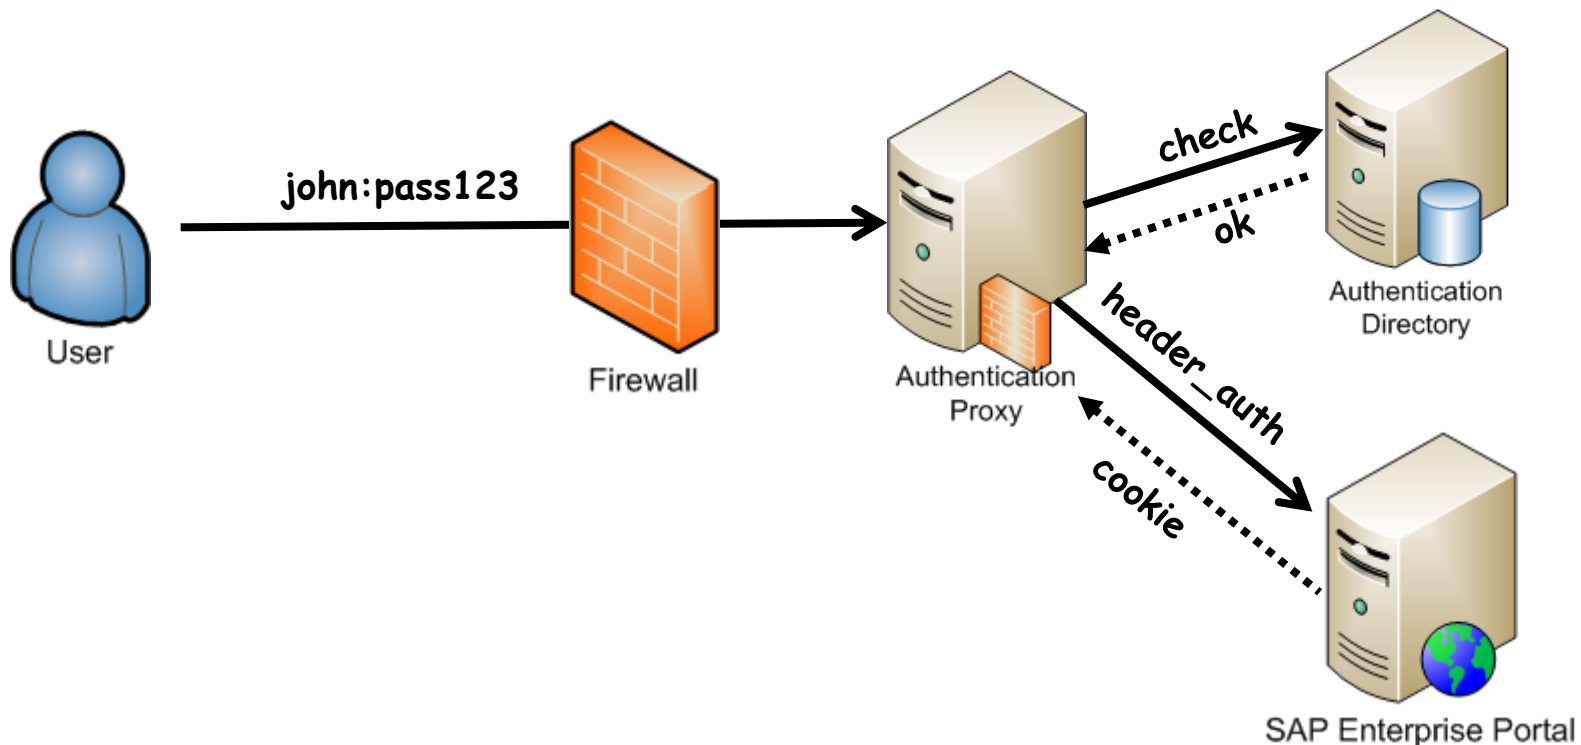 john:pass123
User
Firewall
Authentication
Proxy
check
ok
Authentication
Directory
header_auth
cookie
SAP Enterprise Portal